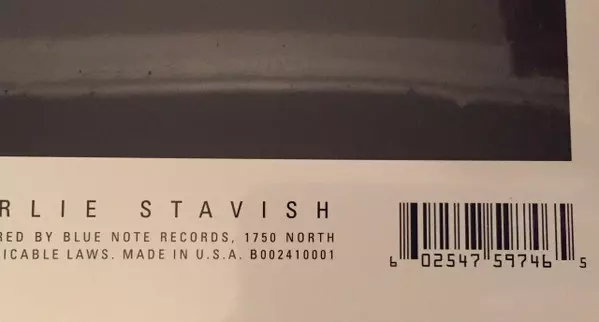 RLIE STAVISH
RED BY BLUE NOTE RECORDS, 1750 NORTH
ICABLE LAWS. MADE IN U.S.A. B002410001
6 02547 59746 5